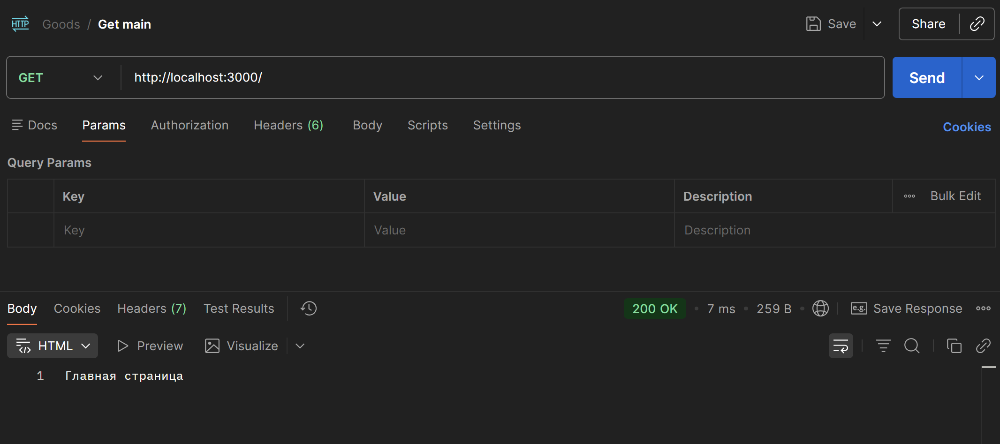 HTTP Goods / Get main Save Share
GET http://localhost:3000/ Send
Docs Params Authorization Headers (6) Body Scripts Settings Cookies
Query Params
Key Value Description Bulk Edit
Key Value Description
Body Cookies Headers (7) Test Results 200 OK • 7 ms • 259 B • e.g. Save Response
HTML Preview Visualize
1 Главная страница